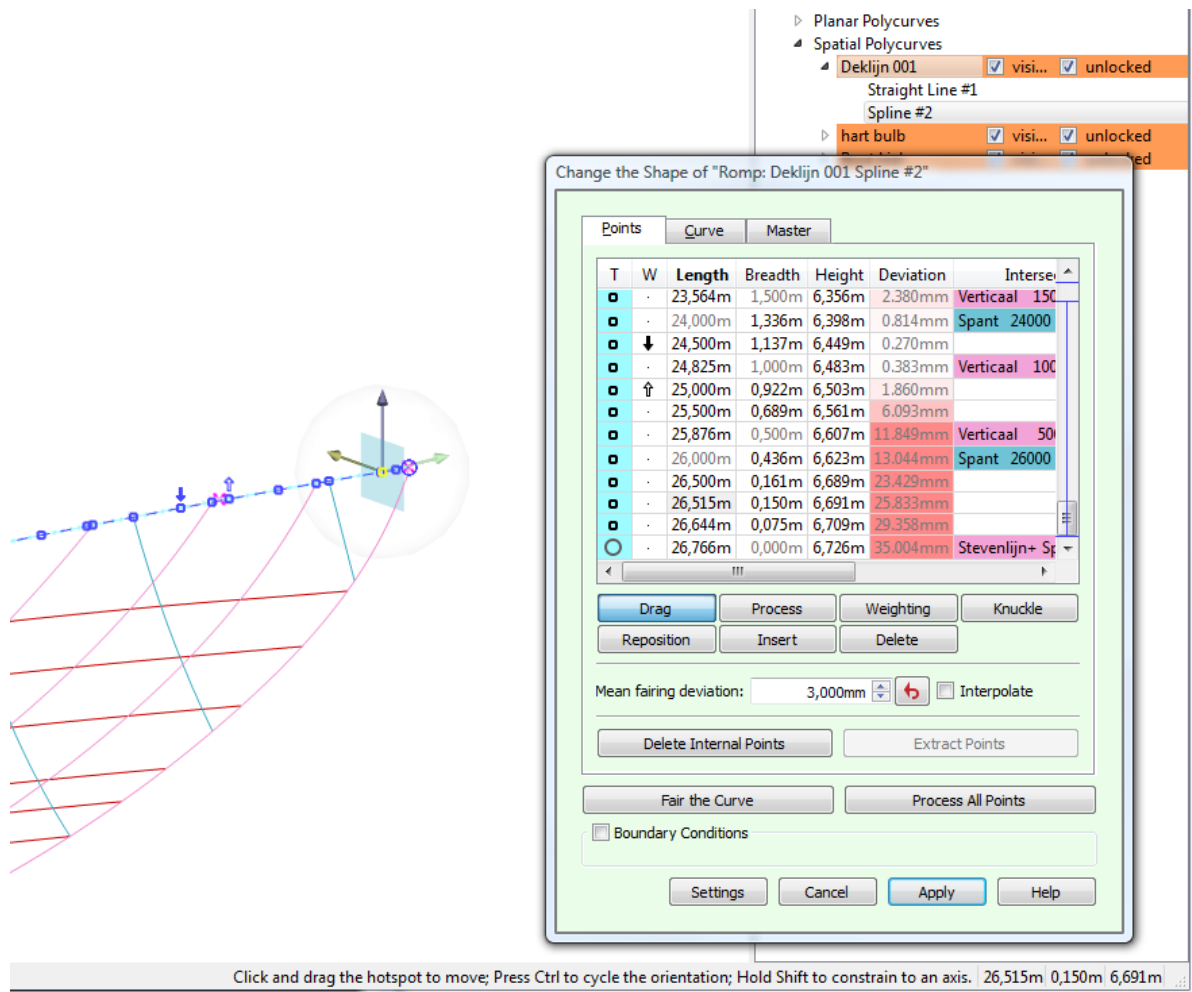 Planar Polycurves
Spatial Polycurves
Deklijn 001 visi... unlocked
Straight Line #1
Spline #2
hart bulb visi... unlocked
Change the Shape of "Romp: Deklijn 001 Spline #2"
Points Curve Master
T W Length Breadth Height Deviation Interse
23,564m 1,500m 6,356m 2.380mm Verticaal 150
24,000m 1,336m 6,398m 0.814mm Spant 24000
24,500m 1,137m 6,449m 0.270mm
24,825m 1,000m 6,483m 0.383mm Verticaal 100
25,000m 0,922m 6,503m 1.860mm
25,500m 0,689m 6,561m 6.093mm
25,876m 0,500m 6,607m 11.849mm Verticaal 50
26,000m 0,436m 6,623m 13.044mm Spant 26000
26,500m 0,161m 6,689m 23.429mm
26,515m 0,150m 6,691m 25.833mm
26,644m 0,075m 6,709m 29.358mm
26,766m 0,000m 6,726m 35.004mm Stevenlijn+ Sp
Drag Process Weighting Knuckle
Reposition Insert Delete
Mean fairing deviation: 3,000mm Interpolate
Delete Internal Points Extract Points
Fair the Curve Process All Points
Boundary Conditions
Settings Cancel Apply Help
Click and drag the hotspot to move; Press Ctrl to cycle the orientation; Hold Shift to constrain to an axis. 26,515m 0,150m 6,691m